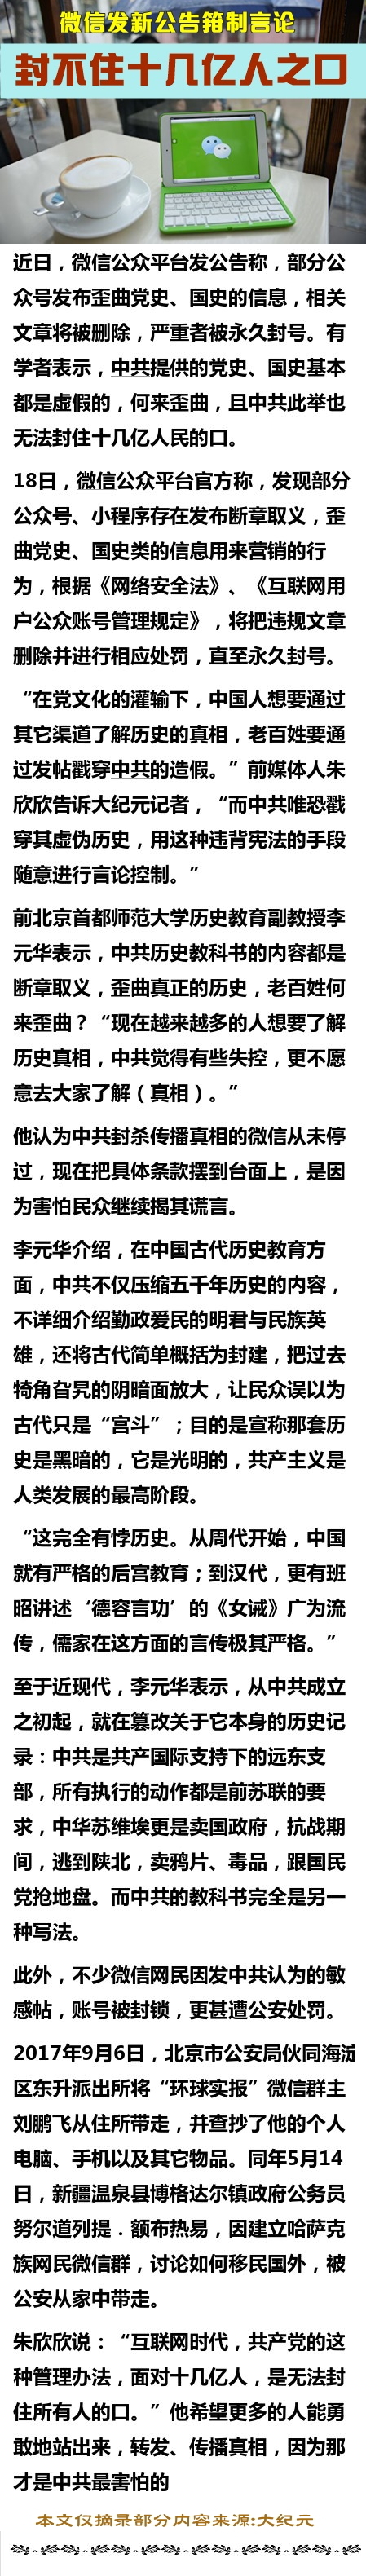 微信发新公告箝制言论
封不住十几亿人之口
近日，微信公众平台发公告称，部分公
众号发布歪曲党史、国史的信息，相关
文章将被删除，严重者被永久封号。有
学者表示，中共提供的党史、国史基本
都是虚假的，何来歪曲，且中共此举也
无法封住十几亿人民的口。
18日，微信公众平台官方称，发现部分
公众号、小程序存在发布断章取义，歪
曲党史、国史类的信息用来营销的行
为，根据《网络安全法》、《互联网用
户公众账号管理规定》，将把违规文章
删除并进行相应处罚，直至永久封号。
“在党文化的灌输下，中国人想要通过
其它渠道了解历史的真相，老百姓要通
过发帖戳穿中共的造假。”前媒体人朱
欣欣告诉大纪元记者，“而中共唯恐戳
穿其虚伪历史，用这种违背宪法的手段
随意进行言论控制。”
前北京首都师范大学历史教育副教授李
元华表示，中共历史教科书的内容都是
断章取义，歪曲真正的历史，老百姓何
来歪曲？“现在越来越多的人想要了解
历史真相，中共觉得有些失控，更不愿
意去大家了解（真相）。”
他认为中共封杀传播真相的微信从未停
过，现在把具体条款摆到台面上，是因
为害怕民众继续揭其谎言。
李元华介绍，在中国古代历史教育方
面，中共不仅压缩五千年历史的内容，
不详细介绍勤政爱民的明君与民族英
雄，还将古代简单概括为封建，把过去
犄角旮旯的阴暗面放大，让民众误以为
古代只是“宫斗”；目的是宣称那套历
史是黑暗的，它是光明的，共产主义是
人类发展的最高阶段。
“这完全有悖历史。从周代开始，中国
就有严格的后宫教育；到汉代，更有班
昭讲述‘德容言功’的《女诫》广为流
传，儒家在这方面的言传极其严格。”
至于近现代，李元华表示，从中共成立
之初起，就在篡改关于它本身的历史记
录：中共是共产国际支持下的远东支
部，所有执行的动作都是前苏联的要
求，中华苏维埃更是卖国政府，抗战期
间，逃到陕北，卖鸦片、毒品，跟国民
党抢地盘。而中共的教科书完全是另一
种写法。
此外，不少微信网民因发中共认为的敏
感帖，账号被封锁，更甚遭公安处罚。
2017年9月6日，北京市公安局伙同海淀
区东升派出所将“环球实报”微信群主
刘鹏飞从住所带走，并查抄了他的个人
电脑、手机以及其它物品。同年5月14
日，新疆温泉县博格达尔镇政府公务员
努尔道列提．额布热易，因建立哈萨克
族网民微信群，讨论如何移民国外，被
公安从家中带走。
朱欣欣说：“互联网时代，共产党的这
种管理办法，面对十几亿人，是无法封
住所有人的口。”他希望更多的人能勇
敢地站出来，转发、传播真相，因为那
才是中共最害怕的
本文仅摘录部分内容来源:大纪元